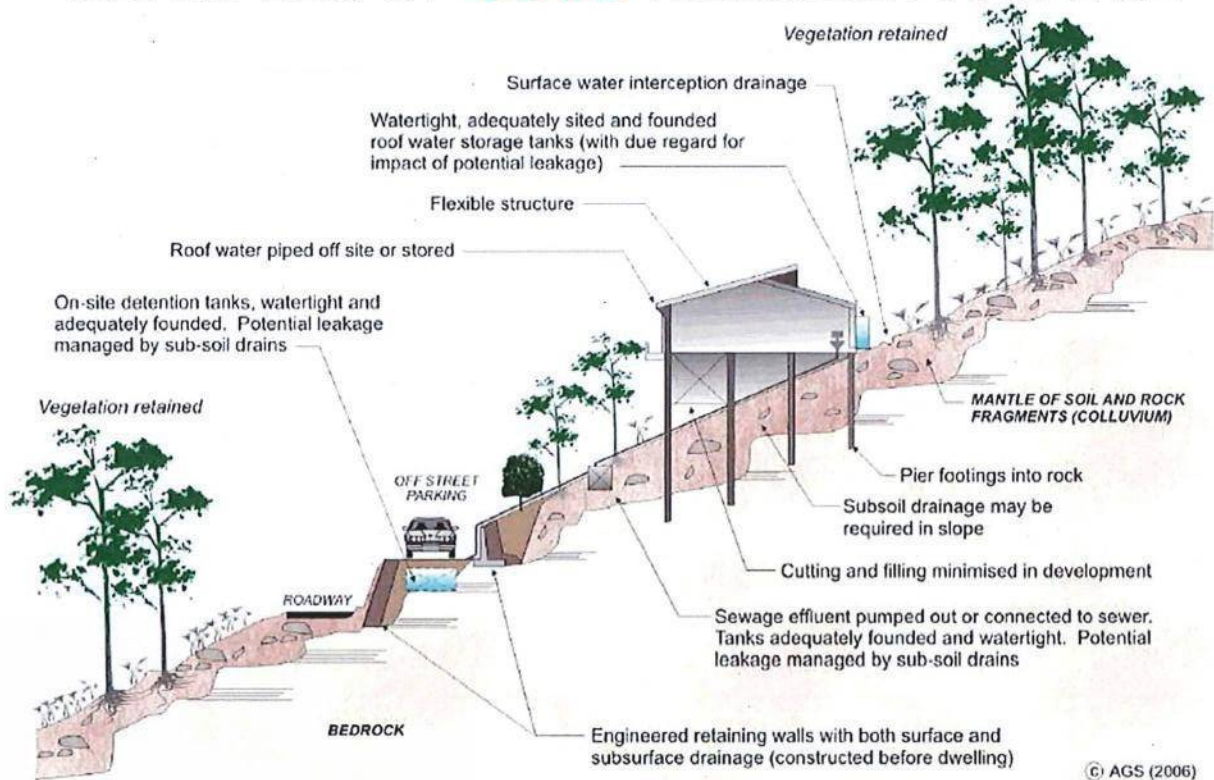 Vegetation retained
Surface water interception drainage
Watertight, adequately sited and founded
roof water storage tanks (with due regard for
impact of potential leakage)
Flexible structure
Roof water piped off site or stored
On-site detention tanks, watertight and
adequately founded. Potential leakage
managed by sub-soil drains
Vegetation retained
MANTLE OF SOIL AND ROCK
FRAGMENTS (COLLUVIUM)
OFF STREET
PARKING
Pier footings into rock
Subsoil drainage may be
required in slope
Cutting and filling minimised in development
ROADWAY
Sewage effluent pumped out or connected to sewer.
Tanks adequately founded and watertight. Potential
leakage managed by sub-soil drains
BEDROCK
Engineered retaining walls with both surface and
subsurface drainage (constructed before dwelling)
© AGS (2006)